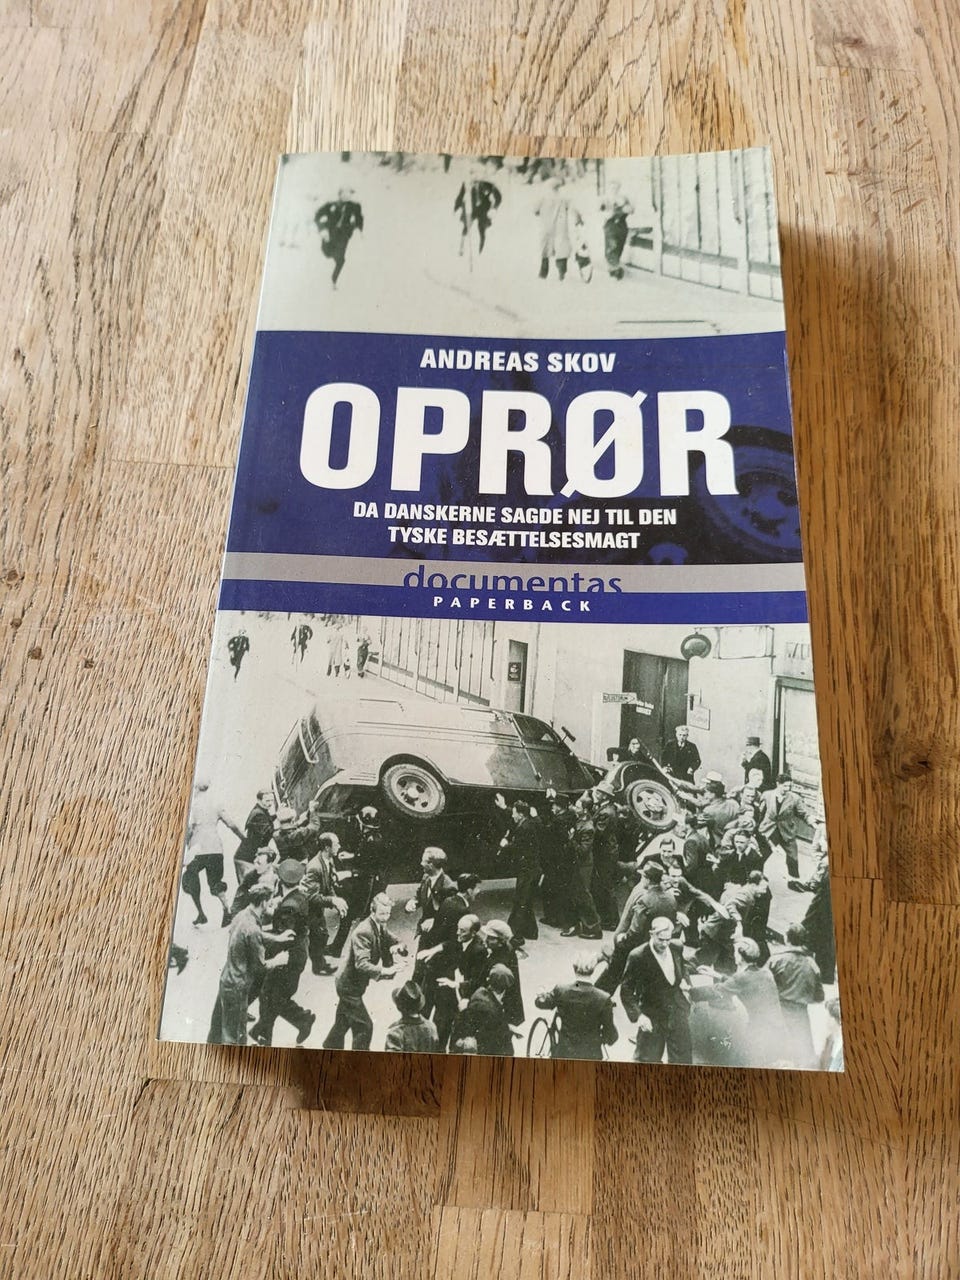 ANDREAS SKOV
OPRØR
DA DANSKERNE SAGDE NEJ TIL DEN
TYSKE BESÆTTELSESMAGT
documentas
PAPERBACK